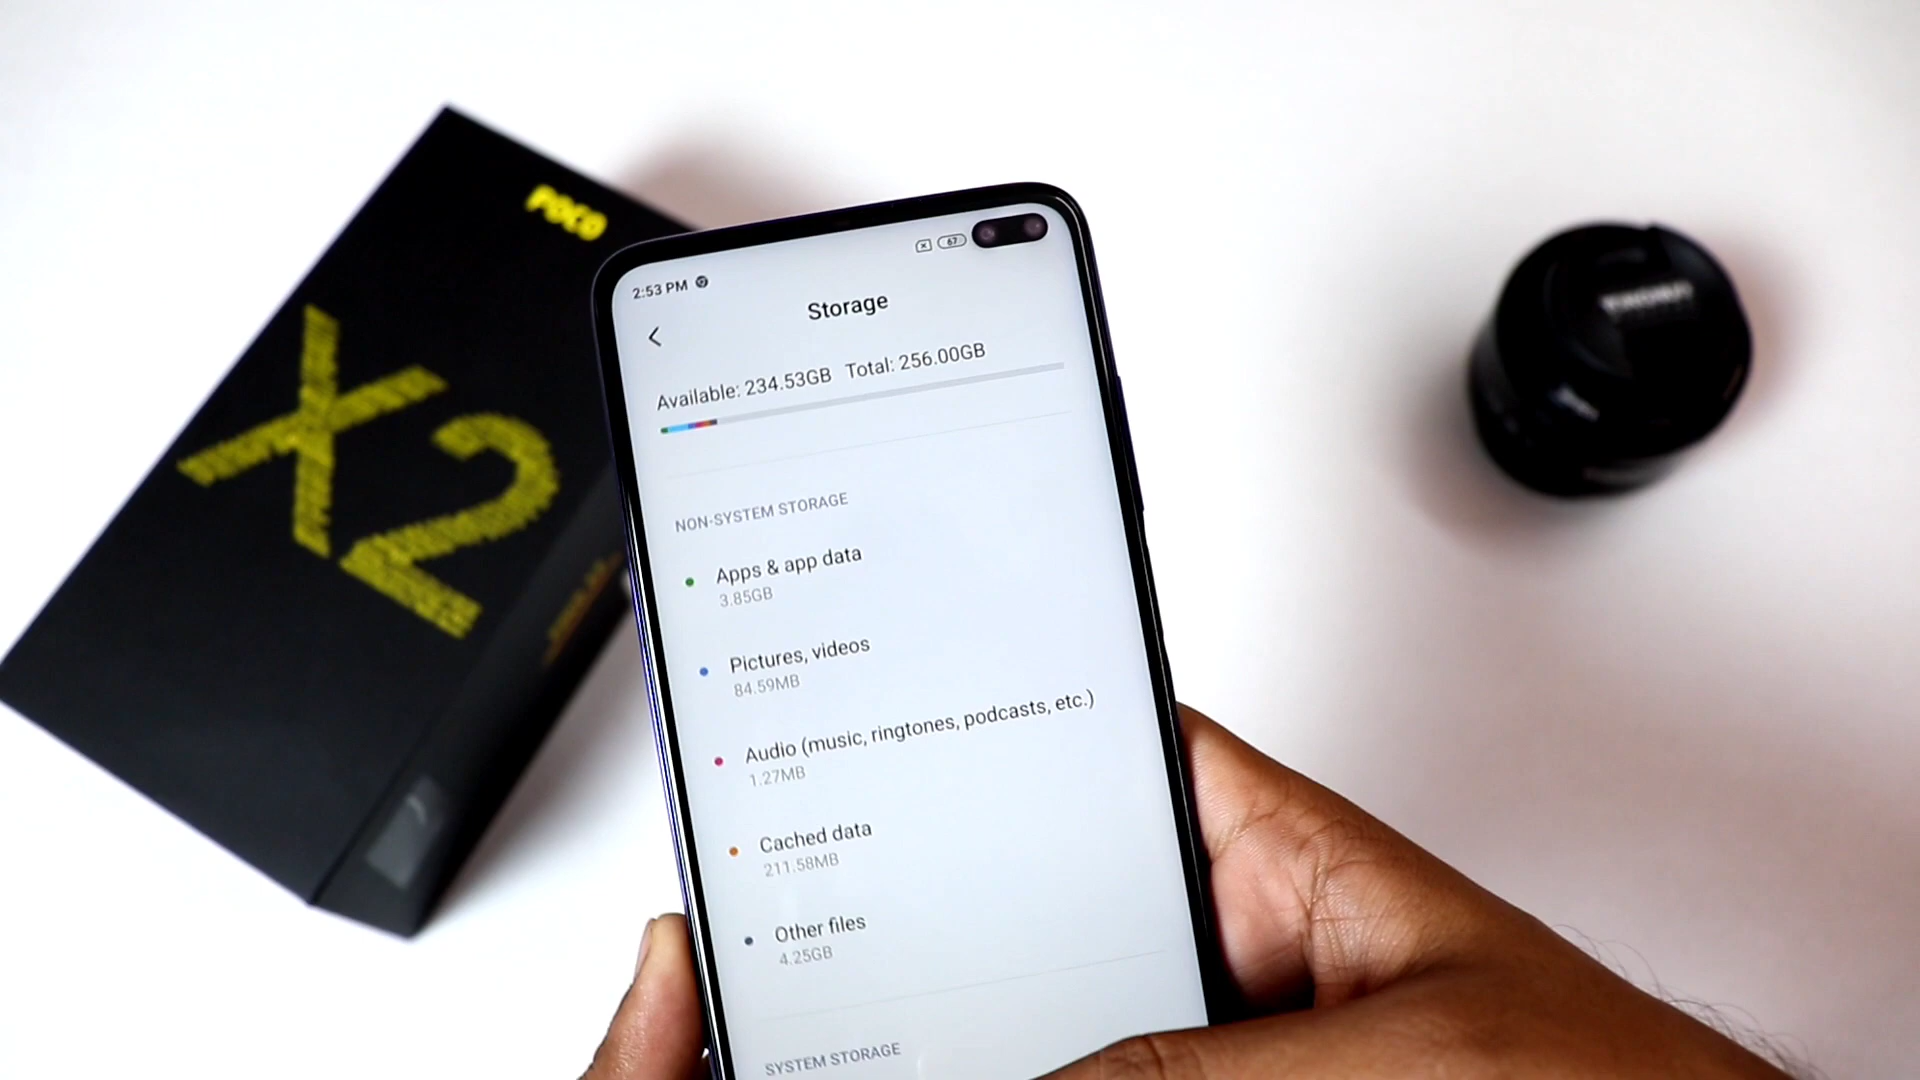 POCO
X2
67
2:53 PM
Storage
Available: 234.53GB Total: 256.00GB
NON-SYSTEM STORAGE
Apps & app data
3.85GB
Pictures, videos
84.59MB
Audio (music, ringtones, podcasts, etc.)
1.27MB
Cached data
211.58MB
Other files
4.25GB
SYSTEM STORAGE